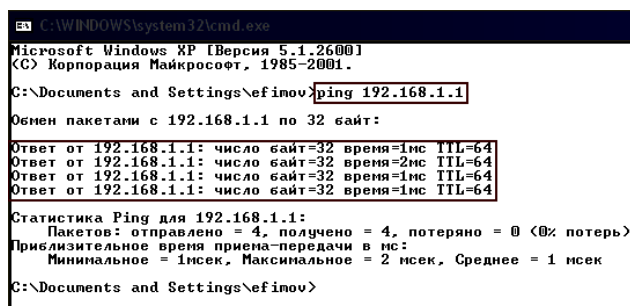 C:\WINDOWS\system32\cmd.exe
Microsoft Windows XP [Версия 5.1.2600]
(С) Корпорация Майкрософт, 1985-2001.
C:\Documents and Settings\efimov>ping 192.168.1.1
Обмен пакетами с 192.168.1.1 по 32 байт:
Ответ от 192.168.1.1: число байт=32 время=1мс TTL=64
Ответ от 192.168.1.1: число байт=32 время=2мс TTL=64
Ответ от 192.168.1.1: число байт=32 время=1мс TTL=64
Ответ от 192.168.1.1: число байт=32 время=1мс TTL=64
Статистика Ping для 192.168.1.1:
Пакетов: отправлено = 4, получено = 4, потеряно = 0 (0% потерь)
Приблизительное время приема-передачи в мс:
Минимальное = 1мсек, Максимальное = 2 мсек, Среднее = 1 мсек
C:\Documents and Settings\efimov>